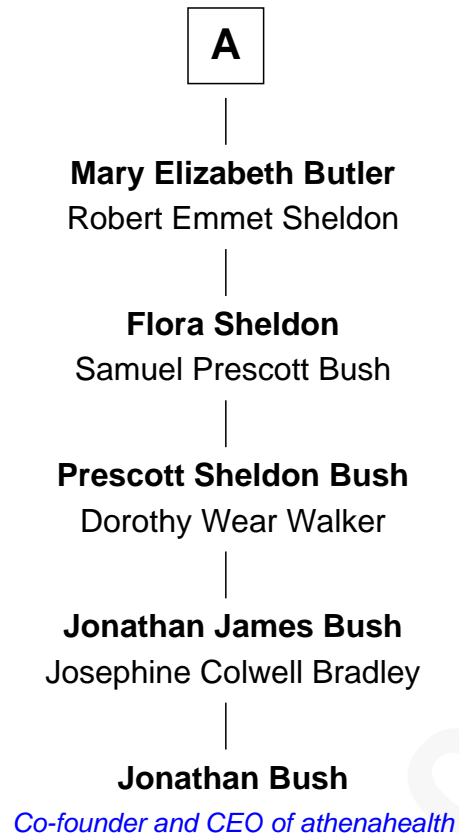 A
Mary Elizabeth Butler
Robert Emmet Sheldon
Flora Sheldon
Samuel Prescott Bush
Prescott Sheldon Bush
Dorothy Wear Walker
Jonathan James Bush
Josephine Colwell Bradley
Jonathan Bush
Co-founder and CEO of athenahealth